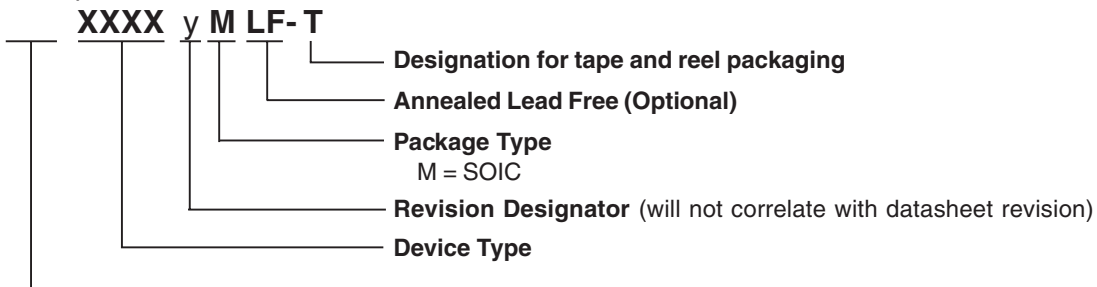 XXXX y M LF- T
Designation for tape and reel packaging
Annealed Lead Free (Optional)
Package Type
M = SOIC
Revision Designator (will not correlate with datasheet revision)
Device Type